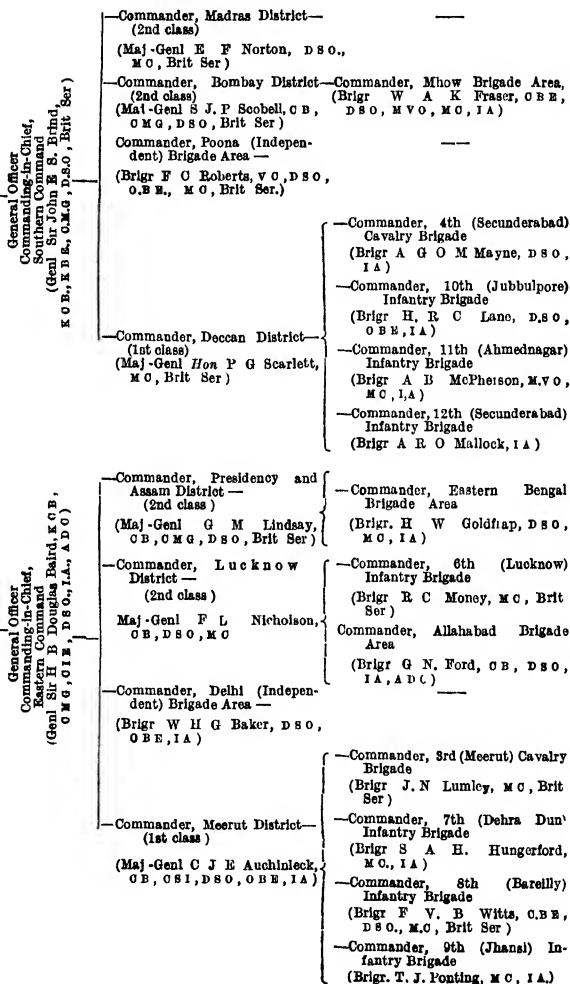 General Officer
Commanding-in-Chief,
Southern Command
(Genl Sir John E S. Brind,
K C B., K B E., C.M.G, D.S.O, Brit Ser)
—Commander, Madras District—
(2nd class)
(Maj-Genl E F Norton, D S O.,
M C, Brit Ser)
—Commander, Bombay District—
(2nd class)
(Maj-Genl S J. P Scobell, C B,
C M G, D S O, Brit Ser)
—Commander, Mhow Brigade Area,
(Brigr W A K Fraser, C B E,
D S O, M V O, M C, I A)
Commander, Poona (Indepen-
dent) Brigade Area —
(Brigr F C Roberts, V C, D S O,
O.B E., M C, Brit Ser.)
—Commander, Deccan District—
(1st class)
(Maj-Genl Hon P G Scarlett,
M C, Brit Ser)
—Commander, 4th (Secunderabad)
Cavalry Brigade
(Brigr A G O M Mayne, D S O,
I A)
—Commander, 10th (Jubbulpore)
Infantry Brigade
(Brigr H. R C Lane, D.S O,
O B E, I A)
—Commander, 11th (Ahmednagar)
Infantry Brigade
(Brigr A B McPherson, M.V O,
M C, I.A)
—Commander, 12th (Secunderabad)
Infantry Brigade
(Brigr A R O Mallock, I A)
General Officer
Commanding-in-Chief,
Eastern Command
(Genl Sir H B Douglas Baird, K C B,
C M G, C I E, D S O., I.A., A D C)
—Commander, Presidency and
Assam District —
(2nd class)
(Maj-Genl G M Lindsay,
C B, C M G, D S O, Brit Ser)
—Commander, Eastern Bengal
Brigade Area
(Brigr. H W Goldfrap, D S O,
M C, I A)
—Commander, Lucknow
District —
(2nd class)
Maj-Genl F L Nicholson,
C B, D S O, M C
—Commander, 6th (Lucknow)
Infantry Brigade
(Brigr R C Money, M C, Brit
Ser)
Commander, Allahabad Brigade
Area
(Brigr G N. Ford, C B, D S O,
I A, A D C)
—Commander, Delhi (Indepen-
dent) Brigade Area —
(Brigr W H G Baker, D S O,
O B E, I A)
—Commander, Meerut District—
(1st class)
(Maj-Genl C J E Auchinleck,
C B, C S I, D S O, O B E, I A)
—Commander, 3rd (Meerut) Cavalry
Brigade
(Brigr J. N Lumley, M C, Brit
Ser)
—Commander, 7th (Dehra Dun'
Infantry Brigade
(Brigr S A H. Hungerford,
M C., I A)
—Commander, 8th (Bareilly)
Infantry Brigade
(Brigr F V. B Witts, C.B E,
D S O., M.C, Brit Ser)
—Commander, 9th (Jhansi) In-
fantry Brigade
(Brigr. T. J. Ponting, M C, I A.)